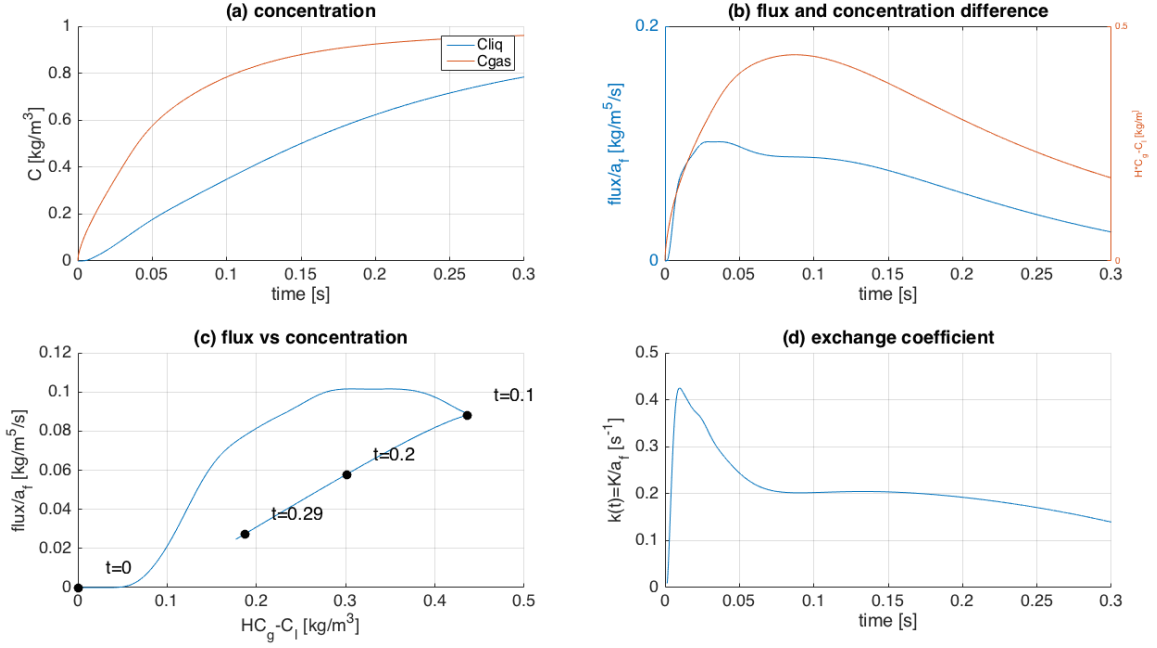 (a) concentration
1
0.8
0.6
0.4
0.2
0
C [kg/m³]
Cliq
Cgas
0 0.05 0.1 0.15 0.2 0.25 0.3
time [s]
(b) flux and concentration difference
0.2
0.1
0
flux/a_f [kg/m⁵/s]
0.5
0
H*C_g-C_l [kg/m]
0 0.05 0.1 0.15 0.2 0.25 0.3
time [s]
(c) flux vs concentration
0.12
0.1
0.08
0.06
0.04
0.02
0
flux/a_f [kg/m⁵/s]
t=0.1
t=0.2
t=0.29
t=0
0 0.1 0.2 0.3 0.4 0.5
HC_g-C_l [kg/m³]
(d) exchange coefficient
0.5
0.4
0.3
0.2
0.1
0
k(t)=K/a_f [s⁻¹]
0 0.05 0.1 0.15 0.2 0.25 0.3
time [s]